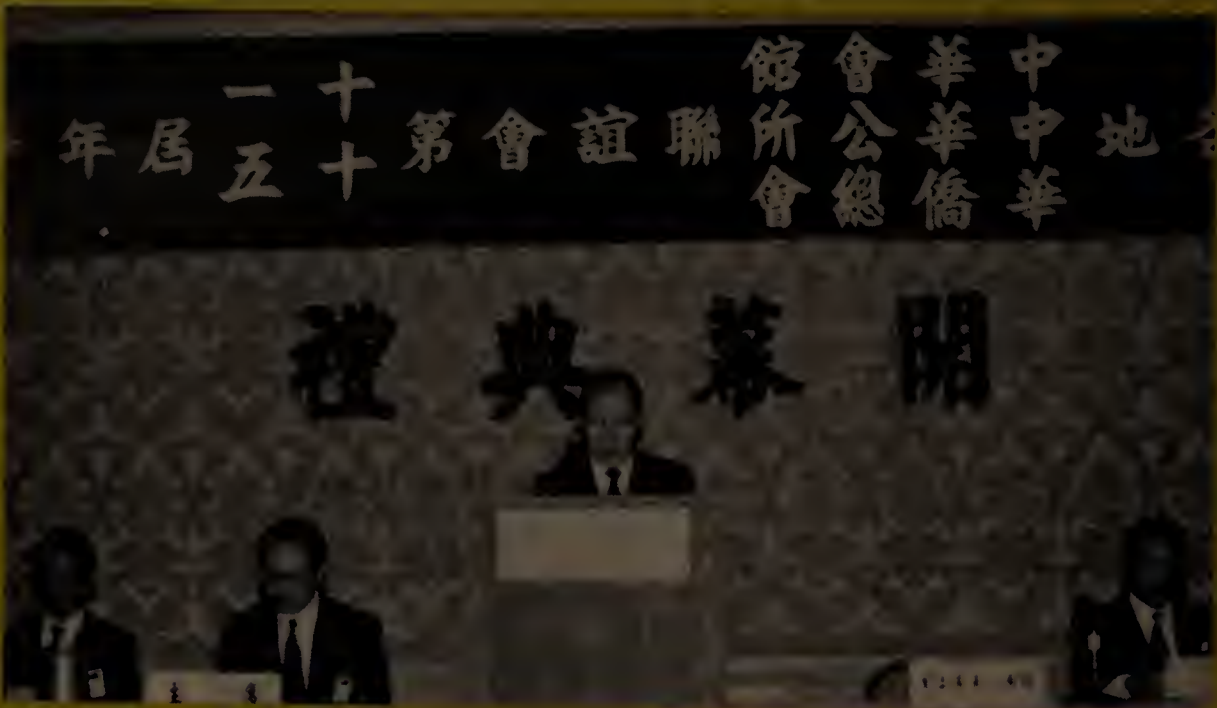 地
中華會館
中華公所
華僑總會
聯誼會第
十一
十五
屆年
開幕典禮